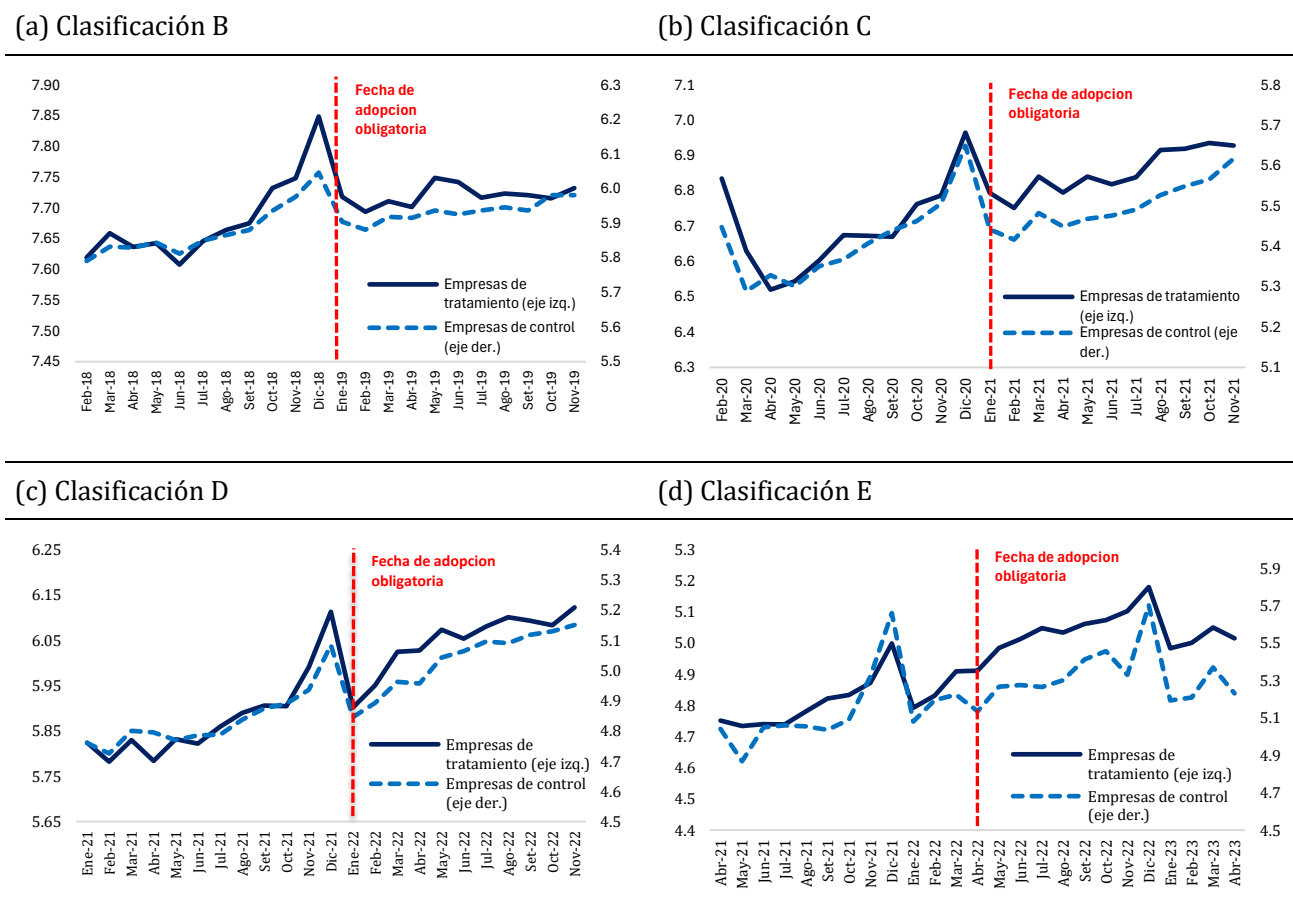 (a) Clasificación B
(b) Clasificación C
7.90
7.85
7.80
7.75
7.70
7.65
7.60
7.55
7.50
7.45
6.3
6.2
6.1
6.0
5.9
5.8
5.7
5.6
5.5
Fecha de
adopcion
obligatoria
Empresas de
tratamiento (eje izq.)
Empresas de control
(eje der.)
Feb-18
Mar-18
Abr-18
May-18
Jun-18
Jul-18
Ago-18
Set-18
Oct-18
Nov-18
Dic-18
Ene-19
Feb-19
Mar-19
Abr-19
May-19
Jun-19
Jul-19
Ago-19
Set-19
Oct-19
Nov-19
7.1
7.0
6.9
6.8
6.7
6.6
6.5
6.4
6.3
5.8
5.7
5.6
5.5
5.4
5.3
5.2
5.1
Fecha de adopcion
obligatoria
Empresas de tratamiento
(eje izq.)
Empresas de control (eje
der.)
Feb-20
Mar-20
Abr-20
May-20
Jun-20
Jul-20
Ago-20
Set-20
Oct-20
Nov-20
Dic-20
Ene-21
Feb-21
Mar-21
Abr-21
May-21
Jun-21
Jul-21
Ago-21
Set-21
Oct-21
Nov-21
(c) Clasificación D
(d) Clasificación E
6.25
6.15
6.05
5.95
5.85
5.75
5.65
5.4
5.3
5.2
5.1
5.0
4.9
4.8
4.7
4.6
4.5
Fecha de adopcion
obligatoria
Empresas de
tratamiento (eje izq.)
Empresas de control
(eje der.)
Ene-21
Feb-21
Mar-21
Abr-21
May-21
Jun-21
Jul-21
Ago-21
Set-21
Oct-21
Nov-21
Dic-21
Ene-22
Feb-22
Mar-22
Abr-22
May-22
Jun-22
Jul-22
Ago-22
Set-22
Oct-22
Nov-22
5.3
5.2
5.1
5.0
4.9
4.8
4.7
4.6
4.5
4.4
5.9
5.7
5.5
5.3
5.1
4.9
4.7
4.5
Fecha de adopcion
obligatoria
Empresas de
tratamiento (eje izq.)
Empresas de control
(eje der.)
Abr-21
May-21
Jun-21
Jul-21
Ago-21
Set-21
Oct-21
Nov-21
Dic-21
Ene-22
Feb-22
Mar-22
Abr-22
May-22
Jun-22
Jul-22
Ago-22
Set-22
Oct-22
Nov-22
Dic-22
Ene-23
Feb-23
Mar-23
Abr-23